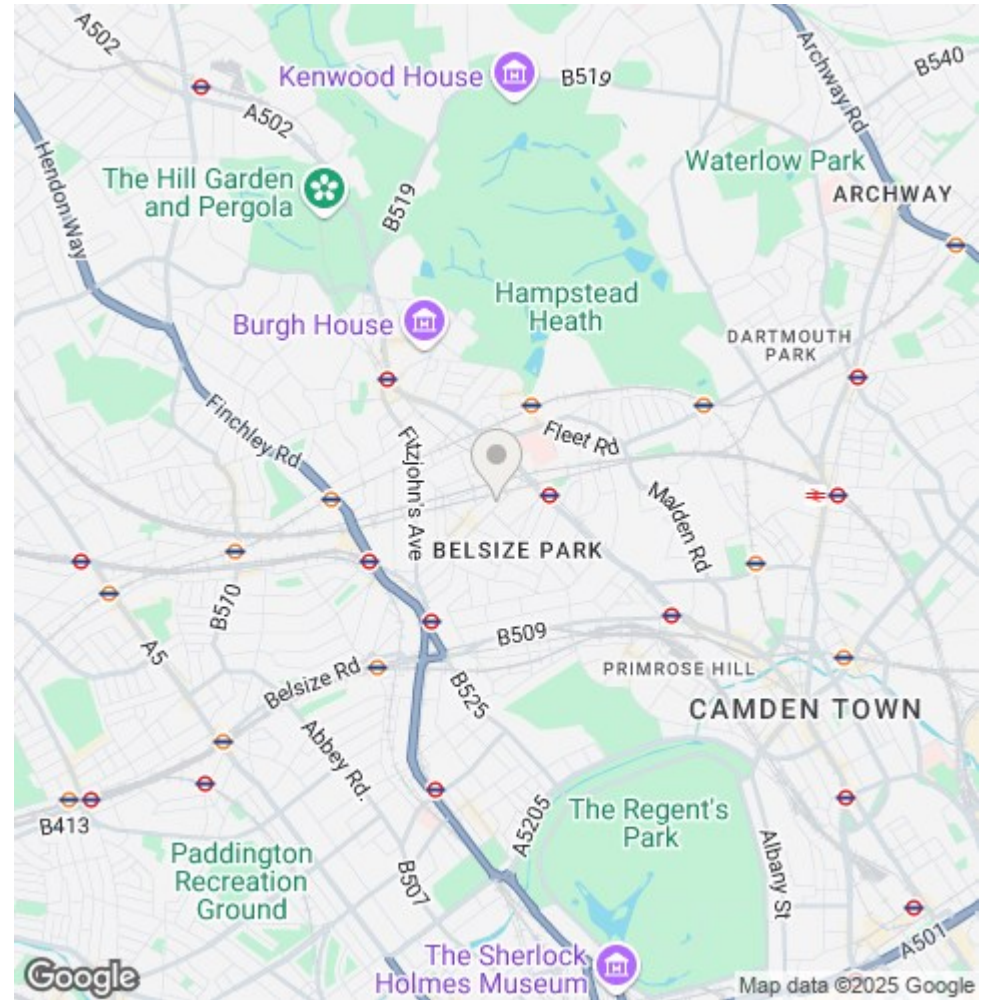 A502
Kenwood House
B519
Archway Rd
B540
A502
Hendon Way
The Hill Garden
and Pergola
B519
Waterlow Park
ARCHWAY
Hampstead
Heath
Burgh House
DARTMOUTH
PARK
Finchley Rd
Fitzjohn's Ave
Fleet Rd
Malden Rd
BELSIZE PARK
B570
A5
B509
Belsize Rd
B525
PRIMROSE HILL
CAMDEN TOWN
Abbey Rd.
B413
A5205
The Regent's
Park
Albany St
Paddington
Recreation
Ground
B507
A501
The Sherlock
Holmes Museum
Google
Map data ©2025 Google